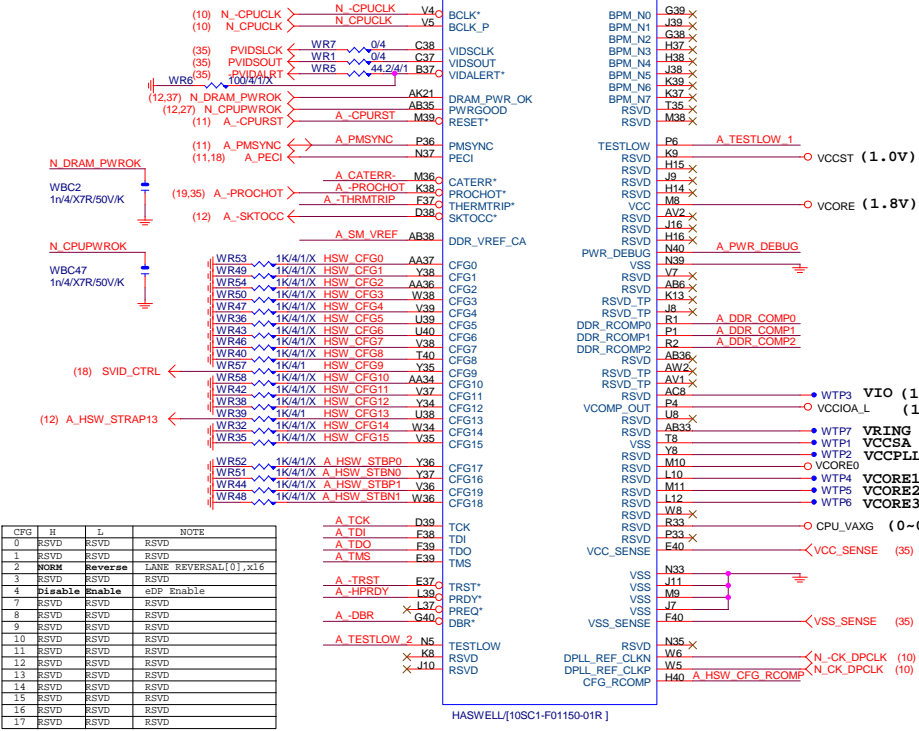 (10) N_-CPUCLK N_-CPUCLK V4 BCLK* BPM_N0 G39
(10) N_CPUCLK N_CPUCLK V5 BCLK_P BPM_N1 J39
BPM_N2 G38
(35) PVIDSLCK WR7 0/4 C38 VIDSCLK BPM_N3 H37
(35) PVIDSOUT WR1 0/4 C37 VIDSOUT BPM_N4 H38
(35) -PVIDALRT WR5 44.2/4/1 B37 VIDALERT* BPM_N5 J38
WR6 100/4/1/X BPM_N6 K39
(12,37) N_DRAM_PWROK AK21 DRAM_PWR_OK BPM_N7 K37
(12,27) N_CPUPWROK AB35 PWRGOOD RSVD T35
(11) A_-CPURST A_-CPURST M39 RESET* RSVD M38
(11) A_PMSYNC A_PMSYNC P36 PMSYNC TESTLOW P6 A_TESTLOW_1
(11,18) A_PECI N37 PECI RSVD K9 VCCST (1.0V)
RSVD H15
N_DRAM_PWROK
A_CATERR- M36 CATERR* RSVD J9
(19,35) A_-PROCHOT A_-PROCHOT K38 PROCHOT* RSVD H14
WBC2
1n/4/X7R/50V/K
A_-THRMTRIP F37 THERMTRIP* VCC M8 VCORE (1.8V)
(12) A_-SKTOCC D38 SKTOCC* RSVD AV2
RSVD J16
A_SM_VREF AB38 DDR_VREF_CA RSVD H16
N_CPUPWROK
PWR_DEBUG N40 A_PWR_DEBUG
WR53 1K/4/1/X HSW_CFG0 AA37 CFG0 VSS N39
WBC47
1n/4/X7R/50V/K
WR49 1K/4/1/X HSW_CFG1 Y38 CFG1 RSVD V7
WR54 1K/4/1/X HSW_CFG2 AA36 CFG2 RSVD AB6
WR50 1K/4/1/X HSW_CFG3 W38 CFG3 RSVD_TP K13
WR47 1K/4/1/X HSW_CFG4 V39 CFG4 RSVD_TP J8
WR36 1K/4/1/X HSW_CFG5 U39 CFG5 DDR_RCOMP0 R1 A_DDR_COMP0
WR43 1K/4/1/X HSW_CFG6 U40 CFG6 DDR_RCOMP1 P1 A_DDR_COMP1
WR46 1K/4/1/X HSW_CFG7 V38 CFG7 DDR_RCOMP2 R2 A_DDR_COMP2
WR40 1K/4/1/X HSW_CFG8 T40 CFG8 RSVD AB36
(18) SVID_CTRL WR57 1K/4/1 HSW_CFG9 Y35 CFG9 RSVD_TP AW2
WR58 1K/4/1/X HSW_CFG10 AA34 CFG10 RSVD_TP AV1
WR42 1K/4/1/X HSW_CFG11 V37 CFG11 RSVD AC8 WTP3 VIO (1
WR38 1K/4/1/X HSW_CFG12 Y34 CFG12 VCOMP_OUT P4 VCCIOA_L (1
(12) A_HSW_STRAP13 WR39 1K/4/1 HSW_CFG13 U38 CFG13 RSVD U8
WR32 1K/4/1/X HSW_CFG14 W34 CFG14 RSVD AB33 WTP7 VRING
WR35 1K/4/1/X HSW_CFG15 V35 CFG15 VSS T8 WTP1 VCCSA
RSVD Y8 WTP2 VCCPLL
WR52 1K/4/1/X A_HSW_STBP0 Y36 CFG17 RSVD M10 VCORE0
WR51 1K/4/1/X A_HSW_STBN0 Y37 CFG16 RSVD L10 WTP4 VCORE1
WR44 1K/4/1/X A_HSW_STBP1 V36 CFG19 RSVD M11 WTP5 VCORE2
WR48 1K/4/1/X A_HSW_STBN1 W36 CFG18 RSVD L12 WTP6 VCORE3
RSVD W8
A_TCK D39 TCK RSVD R33 CPU_VAXG (0~
A_TDI F38 TDI RSVD P33
A_TDO F39 TDO VCC_SENSE E40 VCC_SENSE (35)
A_TMS E39 TMS
VSS N33
A_-TRST E37 TRST* VSS J11
A_-HPRDY L39 PRDY* VSS M9
L37 PREQ* VSS J7
A_-DBR G40 DBR* VSS_SENSE F40 VSS_SENSE (35)
A_TESTLOW_2 N5 TESTLOW RSVD N35
K8 RSVD DPLL_REF_CLKN W6 N_-CK_DPCLK (10)
J10 RSVD DPLL_REF_CLKP W5 N_CK_DPCLK (10)
CFG_RCOMP H40 A_HSW_CFG_RCOMP
HASWELL/[10SC1-F01150-01R ]
CFG H L NOTE
0 RSVD RSVD RSVD
1 RSVD RSVD RSVD
2 NORM Reverse LANE REVERSAL[0],x16
3 RSVD RSVD RSVD
4 Disable Enable eDP Enable
7 RSVD RSVD RSVD
8 RSVD RSVD RSVD
9 RSVD RSVD RSVD
10 RSVD RSVD RSVD
11 RSVD RSVD RSVD
12 RSVD RSVD RSVD
13 RSVD RSVD RSVD
14 RSVD RSVD RSVD
15 RSVD RSVD RSVD
16 RSVD RSVD RSVD
17 RSVD RSVD RSVD